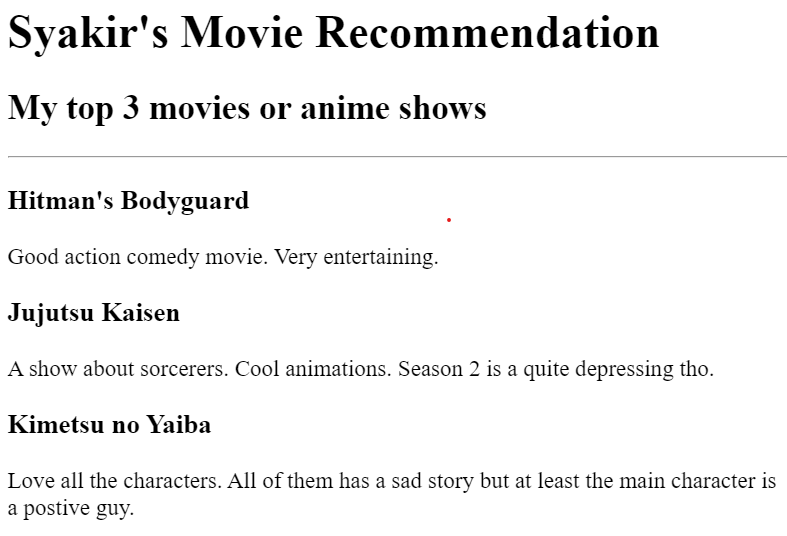 Syakir's Movie Recommendation
My top 3 movies or anime shows
Hitman's Bodyguard
Good action comedy movie. Very entertaining.
Jujutsu Kaisen
A show about sorcerers. Cool animations. Season 2 is a quite depressing tho.
Kimetsu no Yaiba
Love all the characters. All of them has a sad story but at least the main character is
a postive guy.